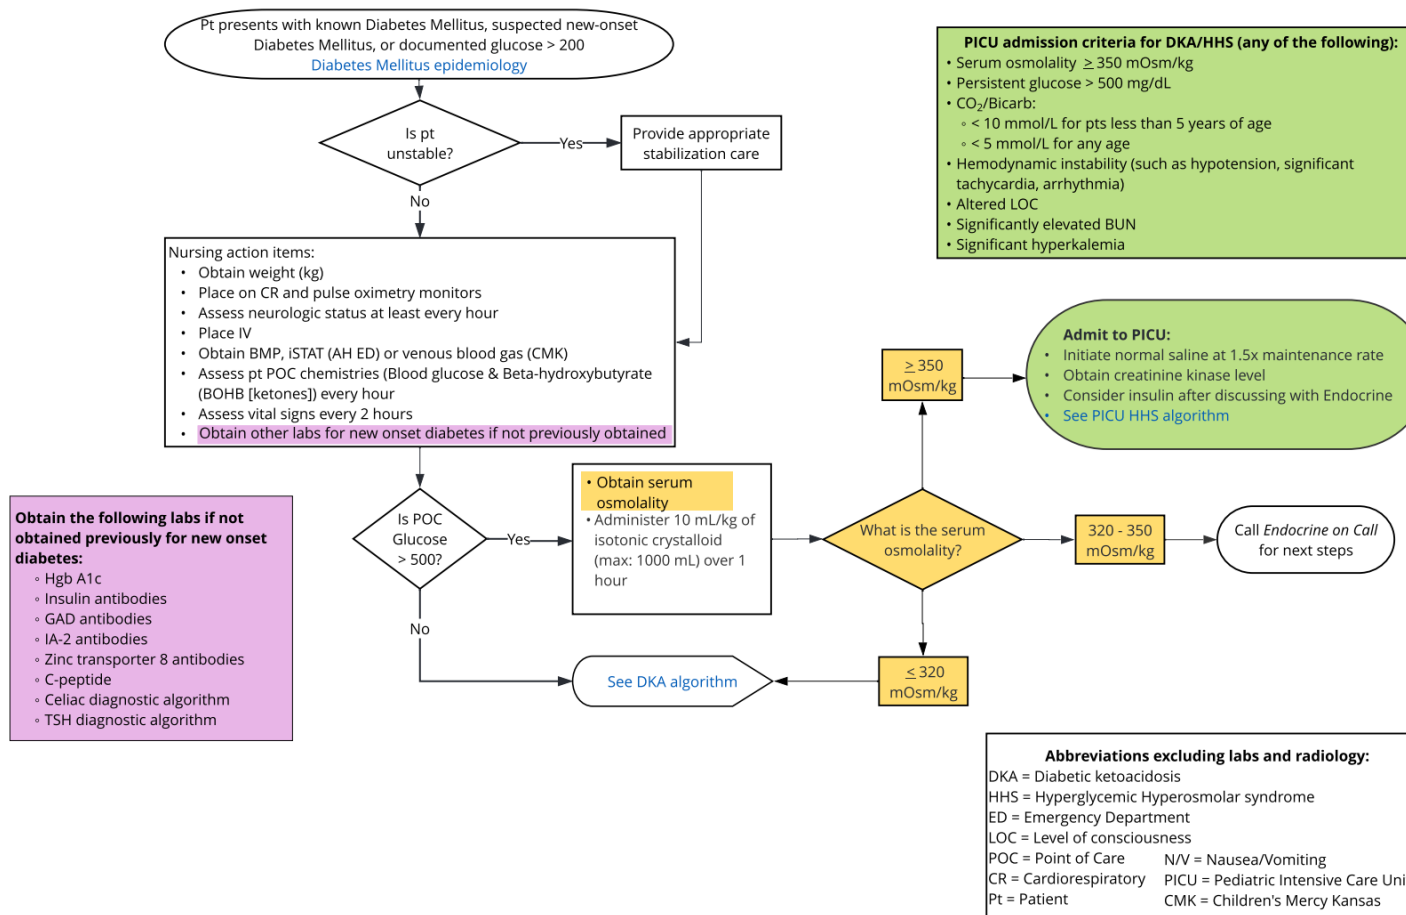 Pt presents with known Diabetes Mellitus, suspected new-onset
Diabetes Mellitus, or documented glucose > 200
Diabetes Mellitus epidemiology
Is pt
unstable?
Yes
Provide appropriate
stabilization care
No
Nursing action items:
• Obtain weight (kg)
• Place on CR and pulse oximetry monitors
• Assess neurologic status at least every hour
• Place IV
• Obtain BMP, iSTAT (AH ED) or venous blood gas (CMK)
• Assess pt POC chemistries (Blood glucose & Beta-hydroxybutyrate
(BOHB [ketones]) every hour
• Assess vital signs every 2 hours
• Obtain other labs for new onset diabetes if not previously obtained
PICU admission criteria for DKA/HHS (any of the following):
• Serum osmolality ≥ 350 mOsm/kg
• Persistent glucose > 500 mg/dL
• CO₂/Bicarb:
◦ < 10 mmol/L for pts less than 5 years of age
◦ < 5 mmol/L for any age
• Hemodynamic instability (such as hypotension, significant
tachycardia, arrhythmia)
• Altered LOC
• Significantly elevated BUN
• Significant hyperkalemia
Obtain the following labs if not
obtained previously for new onset
diabetes:
◦ Hgb A1c
◦ Insulin antibodies
◦ GAD antibodies
◦ IA-2 antibodies
◦ Zinc transporter 8 antibodies
◦ C-peptide
◦ Celiac diagnostic algorithm
◦ TSH diagnostic algorithm
Is POC
Glucose
> 500?
Yes
• Obtain serum
osmolality
• Administer 10 mL/kg of
isotonic crystalloid
(max: 1000 mL) over 1
hour
No
See DKA algorithm
What is the serum
osmolality?
≥ 350
mOsm/kg
Admit to PICU:
• Initiate normal saline at 1.5x maintenance rate
• Obtain creatinine kinase level
• Consider insulin after discussing with Endocrine
• See PICU HHS algorithm
320 - 350
mOsm/kg
Call Endocrine on Call
for next steps
≤ 320
mOsm/kg
Abbreviations excluding labs and radiology:
DKA = Diabetic ketoacidosis
HHS = Hyperglycemic Hyperosmolar syndrome
ED = Emergency Department
LOC = Level of consciousness
POC = Point of Care N/V = Nausea/Vomiting
CR = Cardiorespiratory PICU = Pediatric Intensive Care Uni
Pt = Patient CMK = Children's Mercy Kansas